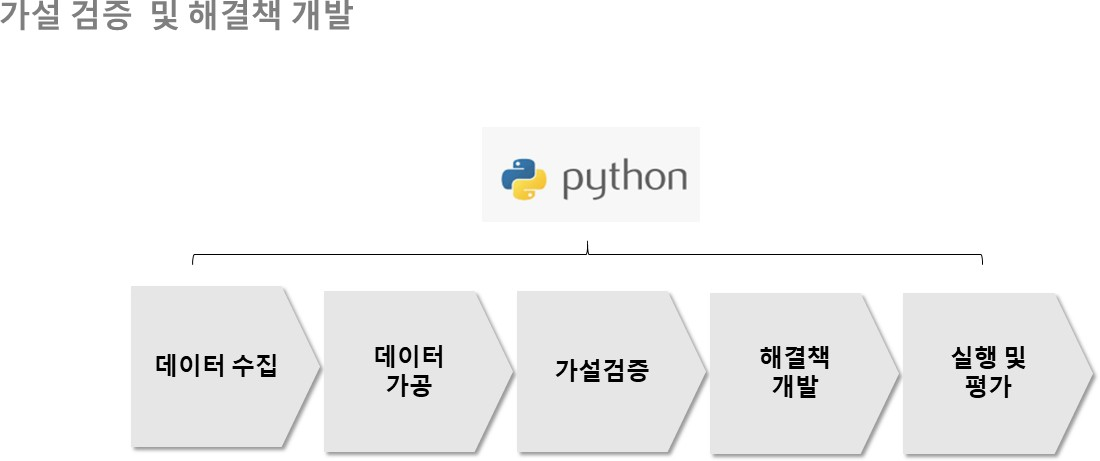 가설 검증 및 해결책 개발
python
데이터 수집
데이터
가공
가설검증
해결책
개발
실행 및
평가